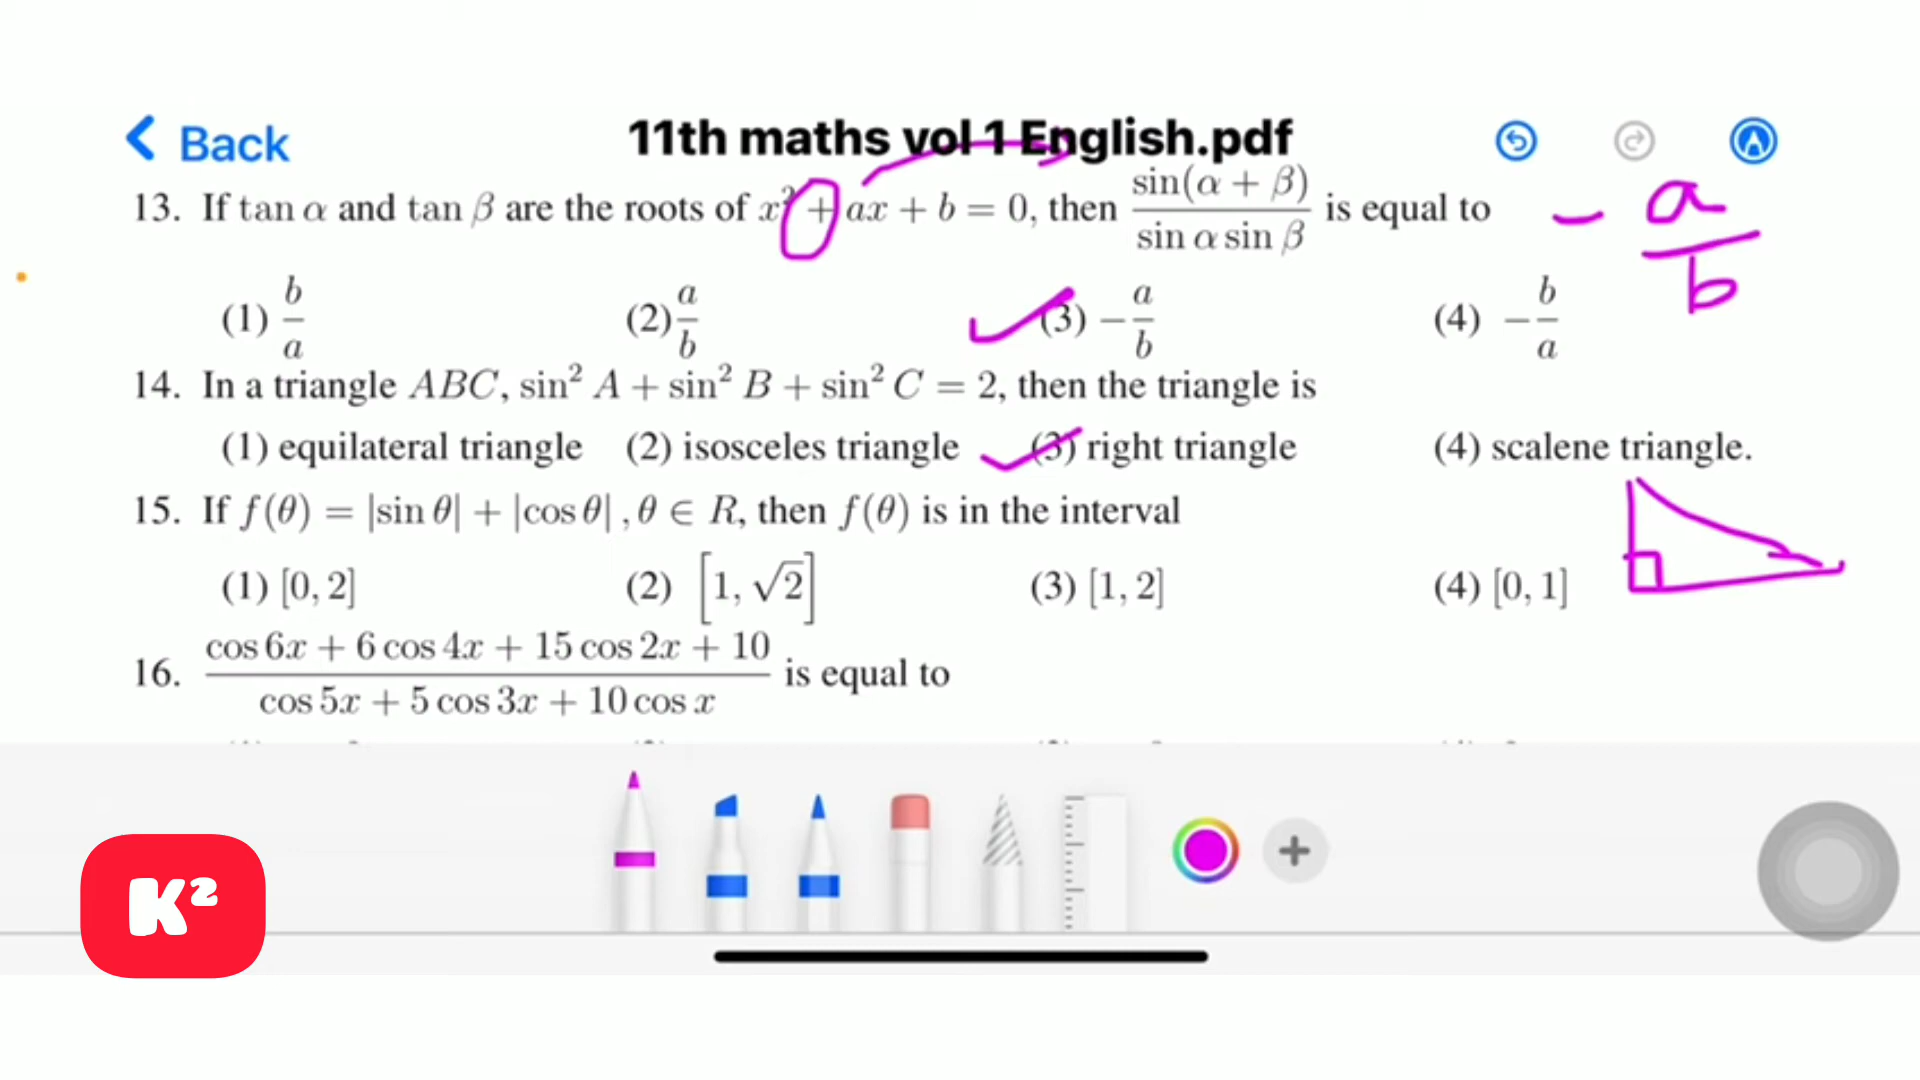 Back
11th maths vol 1 English.pdf
13. If tan α and tan β are the roots of x² + ax + b = 0, then sin(α + β) / sin α sin β is equal to
− a/b
(1) b/a (2) a/b (3) −a/b (4) −b/a
14. In a triangle ABC, sin² A + sin² B + sin² C = 2, then the triangle is
(1) equilateral triangle (2) isosceles triangle (3) right triangle (4) scalene triangle.
15. If f(θ) = |sin θ| + |cos θ| , θ ∈ R, then f(θ) is in the interval
(1) [0, 2] (2) [1, √2] (3) [1, 2] (4) [0, 1]
16. cos 6x + 6 cos 4x + 15 cos 2x + 10 / cos 5x + 5 cos 3x + 10 cos x is equal to
K²